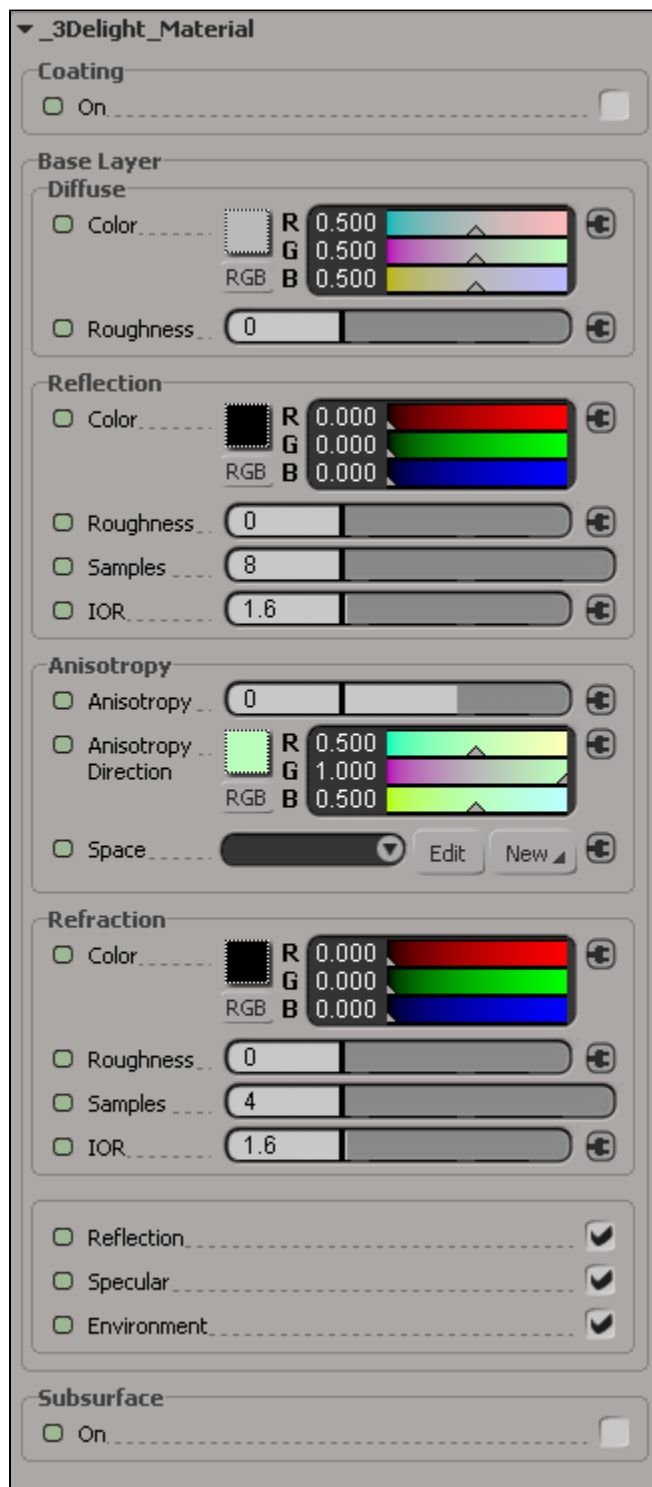 _3Delight_Material
Coating
On
Base Layer
Diffuse
Color R 0.500
G 0.500
RGB B 0.500
Roughness 0
Reflection
Color R 0.000
G 0.000
RGB B 0.000
Roughness 0
Samples 8
IOR 1.6
Anisotropy
Anisotropy 0
Anisotropy R 0.500
Direction G 1.000
RGB B 0.500
Space Edit New
Refraction
Color R 0.000
G 0.000
RGB B 0.000
Roughness 0
Samples 4
IOR 1.6
Reflection
Specular
Environment
Subsurface
On